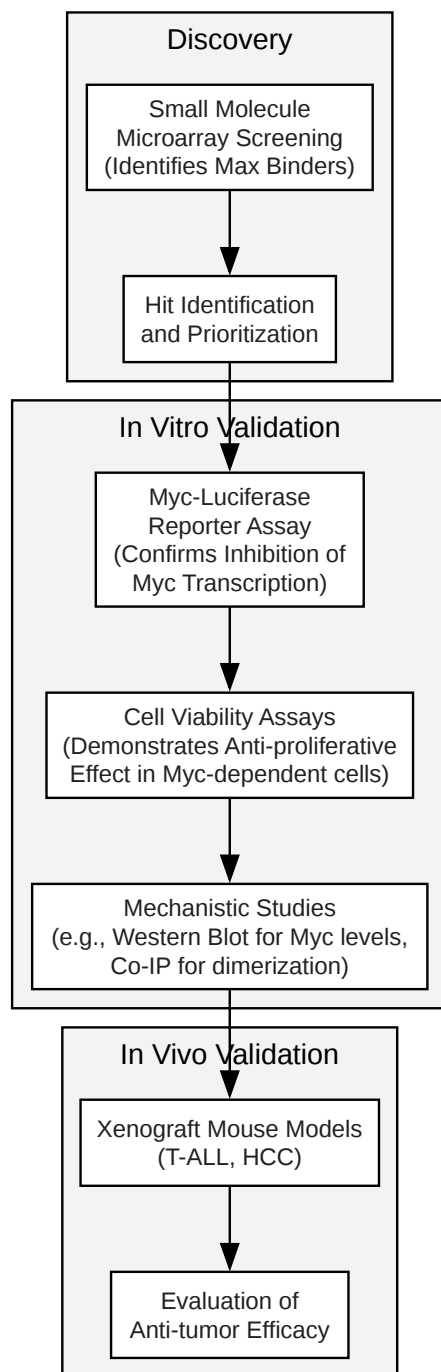 Discovery
Small Molecule
Microarray Screening
(Identifies Max Binders)
Hit Identification
and Prioritization
In Vitro Validation
Myc-Luciferase
Reporter Assay
(Confirms Inhibition of
Myc Transcription)
Cell Viability Assays
(Demonstrates Anti-proliferative
Effect in Myc-dependent cells)
Mechanistic Studies
(e.g., Western Blot for Myc levels,
Co-IP for dimerization)
In Vivo Validation
Xenograft Mouse Models
(T-ALL, HCC)
Evaluation of
Anti-tumor Efficacy